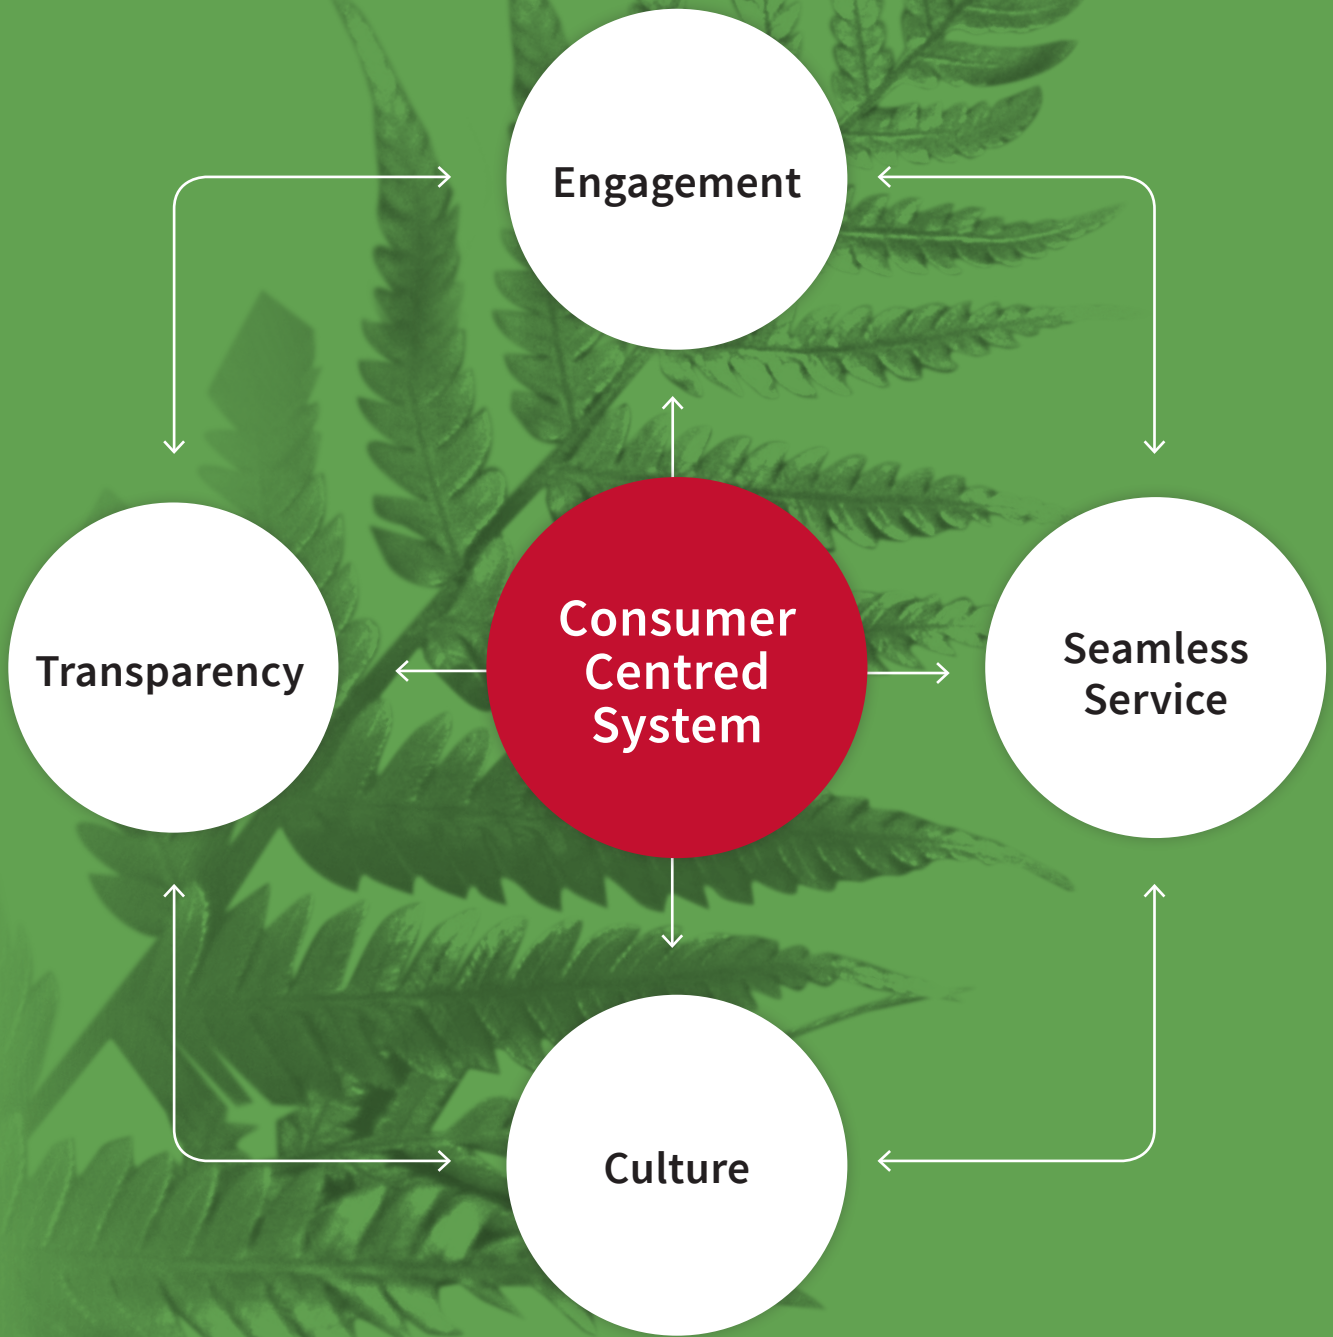 Engagement
Transparency
Consumer
Centred
System
Seamless
Service
Culture